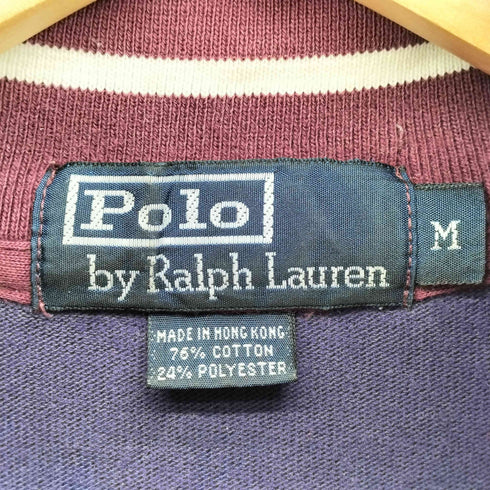 Polo
by Ralph Lauren
M
MADE IN HONG KONG
76% COTTON
24% POLYESTER